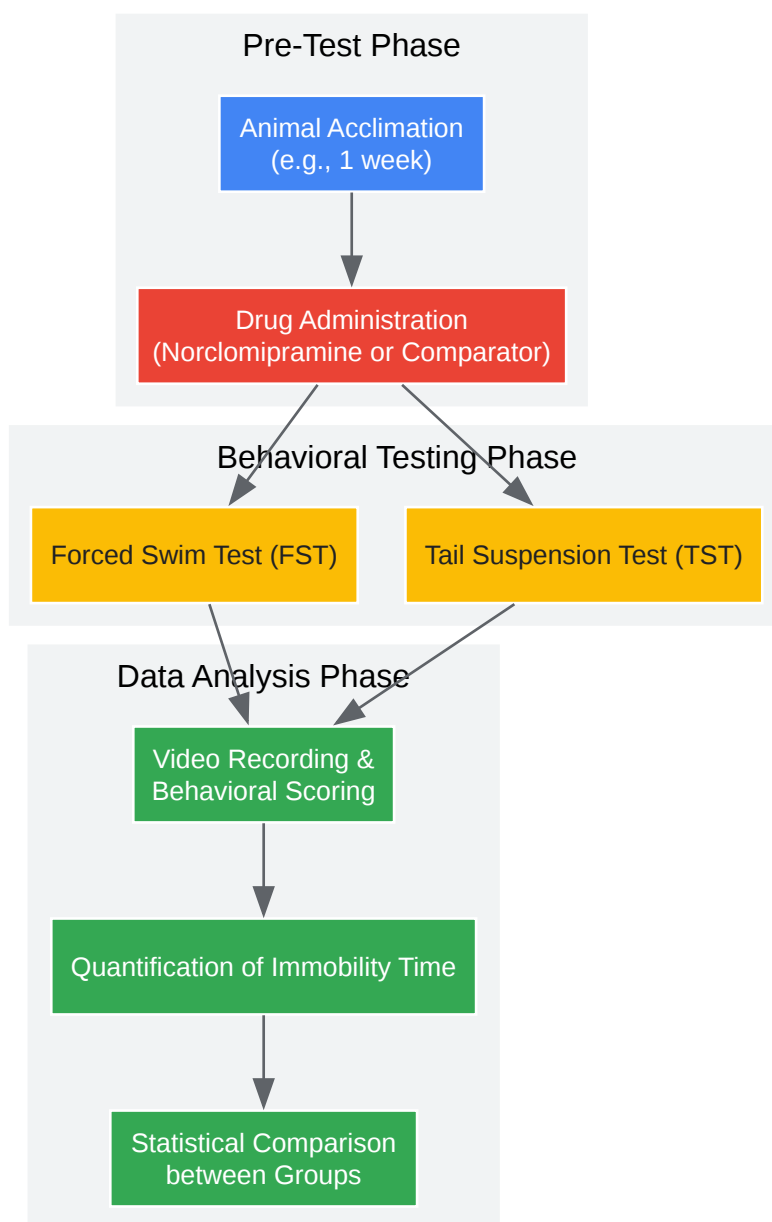 Pre-Test Phase
Animal Acclimation
(e.g., 1 week)
Drug Administration
(Norclomipramine or Comparator)
Behavioral Testing Phase
Forced Swim Test (FST)
Tail Suspension Test (TST)
Data Analysis Phase
Video Recording &
Behavioral Scoring
Quantification of Immobility Time
Statistical Comparison
between Groups